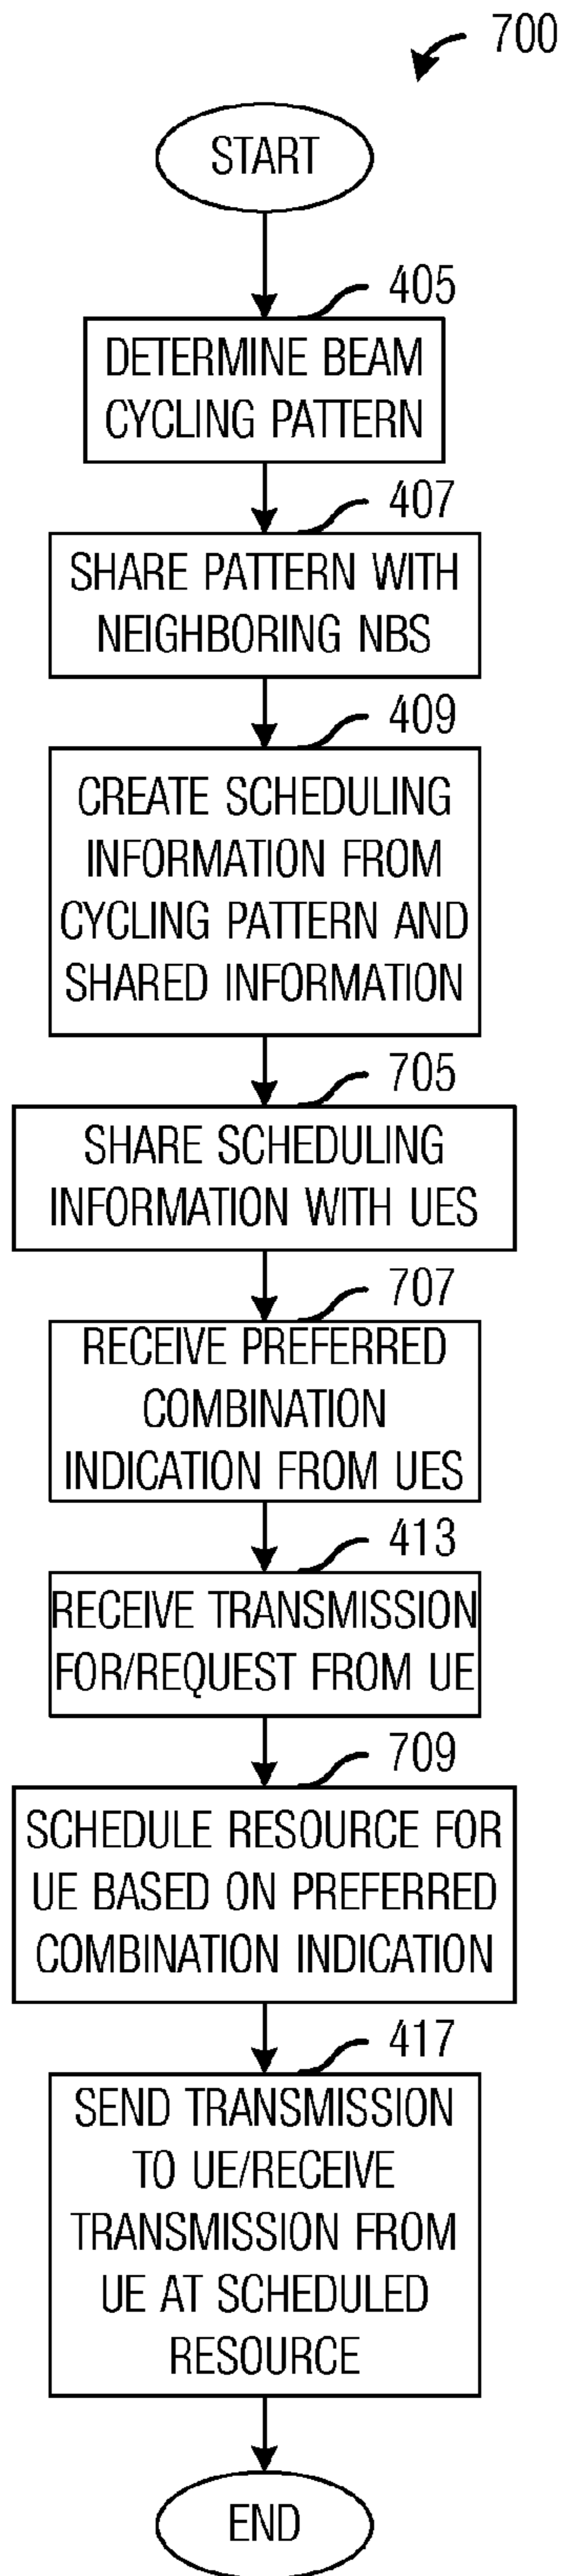 700
START
405
DETERMINE BEAM
CYCLING PATTERN
407
SHARE PATTERN WITH
NEIGHBORING NBS
409
CREATE SCHEDULING
INFORMATION FROM
CYCLING PATTERN AND
SHARED INFORMATION
705
SHARE SCHEDULING
INFORMATION WITH UES
707
RECEIVE PREFERRED
COMBINATION
INDICATION FROM UES
413
RECEIVE TRANSMISSION
FOR/REQUEST FROM UE
709
SCHEDULE RESOURCE FOR
UE BASED ON PREFERRED
COMBINATION INDICATION
417
SEND TRANSMISSION
TO UE/RECEIVE
TRANSMISSION FROM
UE AT SCHEDULED
RESOURCE
END